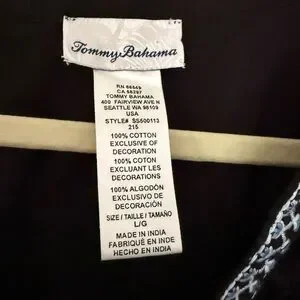 Tommy Bahama
RN 86549
CA 58297
TOMMY BAHAMA
400 FAIRVIEW AVE N
SEATTLE WA 98109
USA
STYLE# SS500113
215
100% COTTON
EXCLUSIVE OF
DECORATION
100% COTON
EXCLUANT LES
DECORATIONS
100% ALGODÓN
EXCLUSIVO DE
DECORACIÓN
SIZE / TAILLE / TAMAÑO
L/G
MADE IN INDIA
FABRIQUÉ EN INDE
HECHO EN INDIA